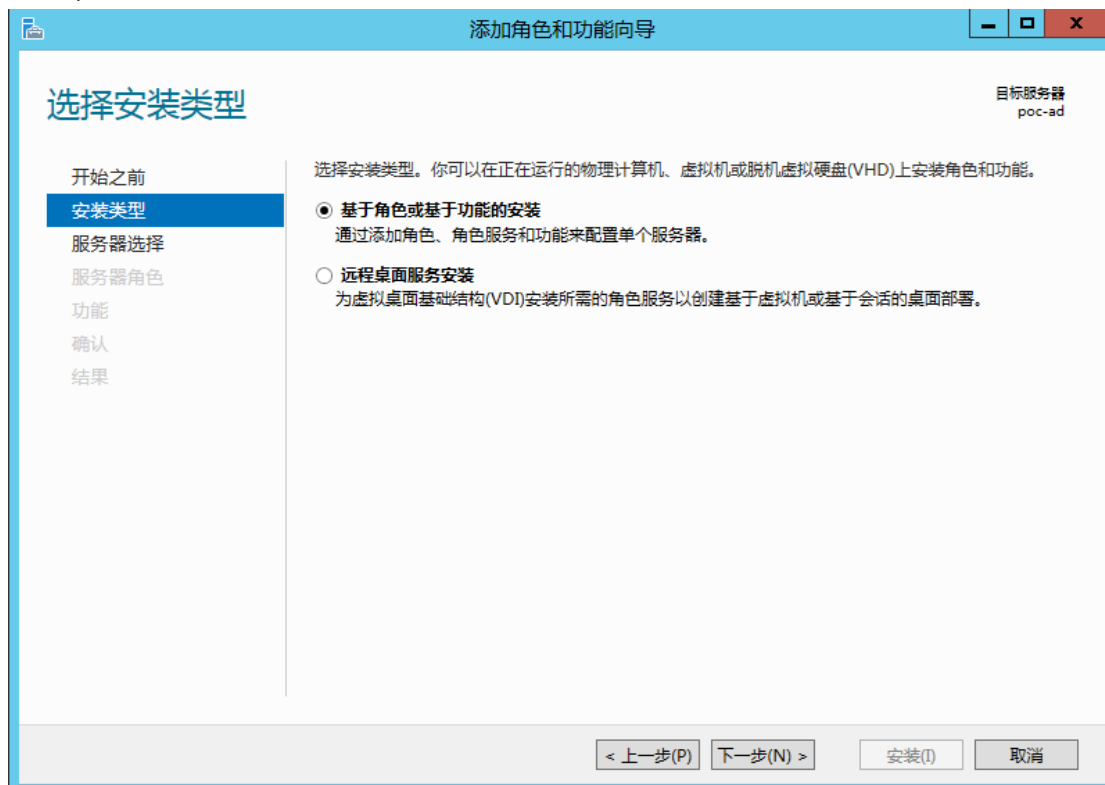 添加角色和功能向导
选择安装类型
目标服务器
poc-ad
开始之前
安装类型
服务器选择
服务器角色
功能
确认
结果
选择安装类型。你可以在正在运行的物理计算机、虚拟机或脱机虚拟硬盘(VHD)上安装角色和功能。
基于角色或基于功能的安装
通过添加角色、角色服务和功能来配置单个服务器。
远程桌面服务安装
为虚拟桌面基础结构(VDI)安装所需的角色服务以创建基于虚拟机或基于会话的桌面部署。
< 上一步(P) 下一步(N) > 安装(I) 取消